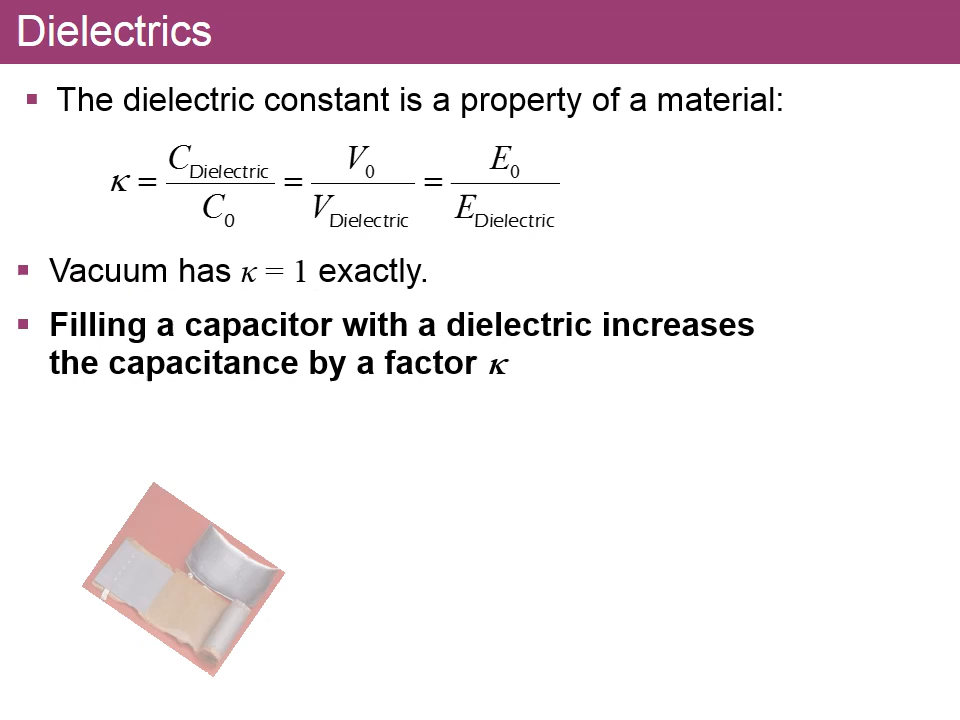 Dielectrics
▪ The dielectric constant is a property of a material:
κ = C_Dielectric / C_0 = V_0 / V_Dielectric = E_0 / E_Dielectric
▪ Vacuum has κ = 1 exactly.
▪ Filling a capacitor with a dielectric increases
the capacitance by a factor κ